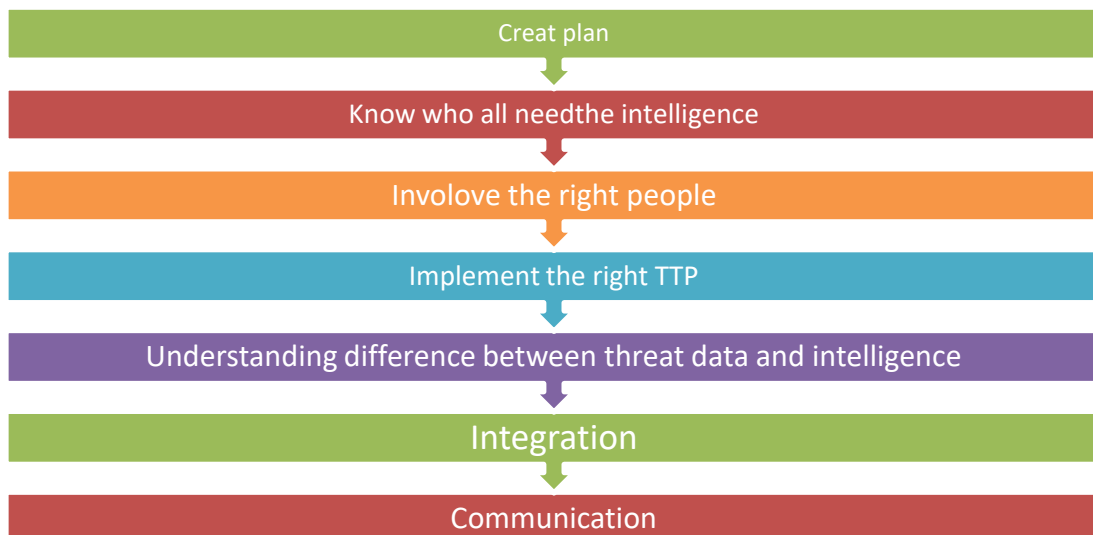 Creat plan
Know who all needthe intelligence
Involove the right people
Implement the right TTP
Understanding difference between threat data and intelligence
Integration
Communication